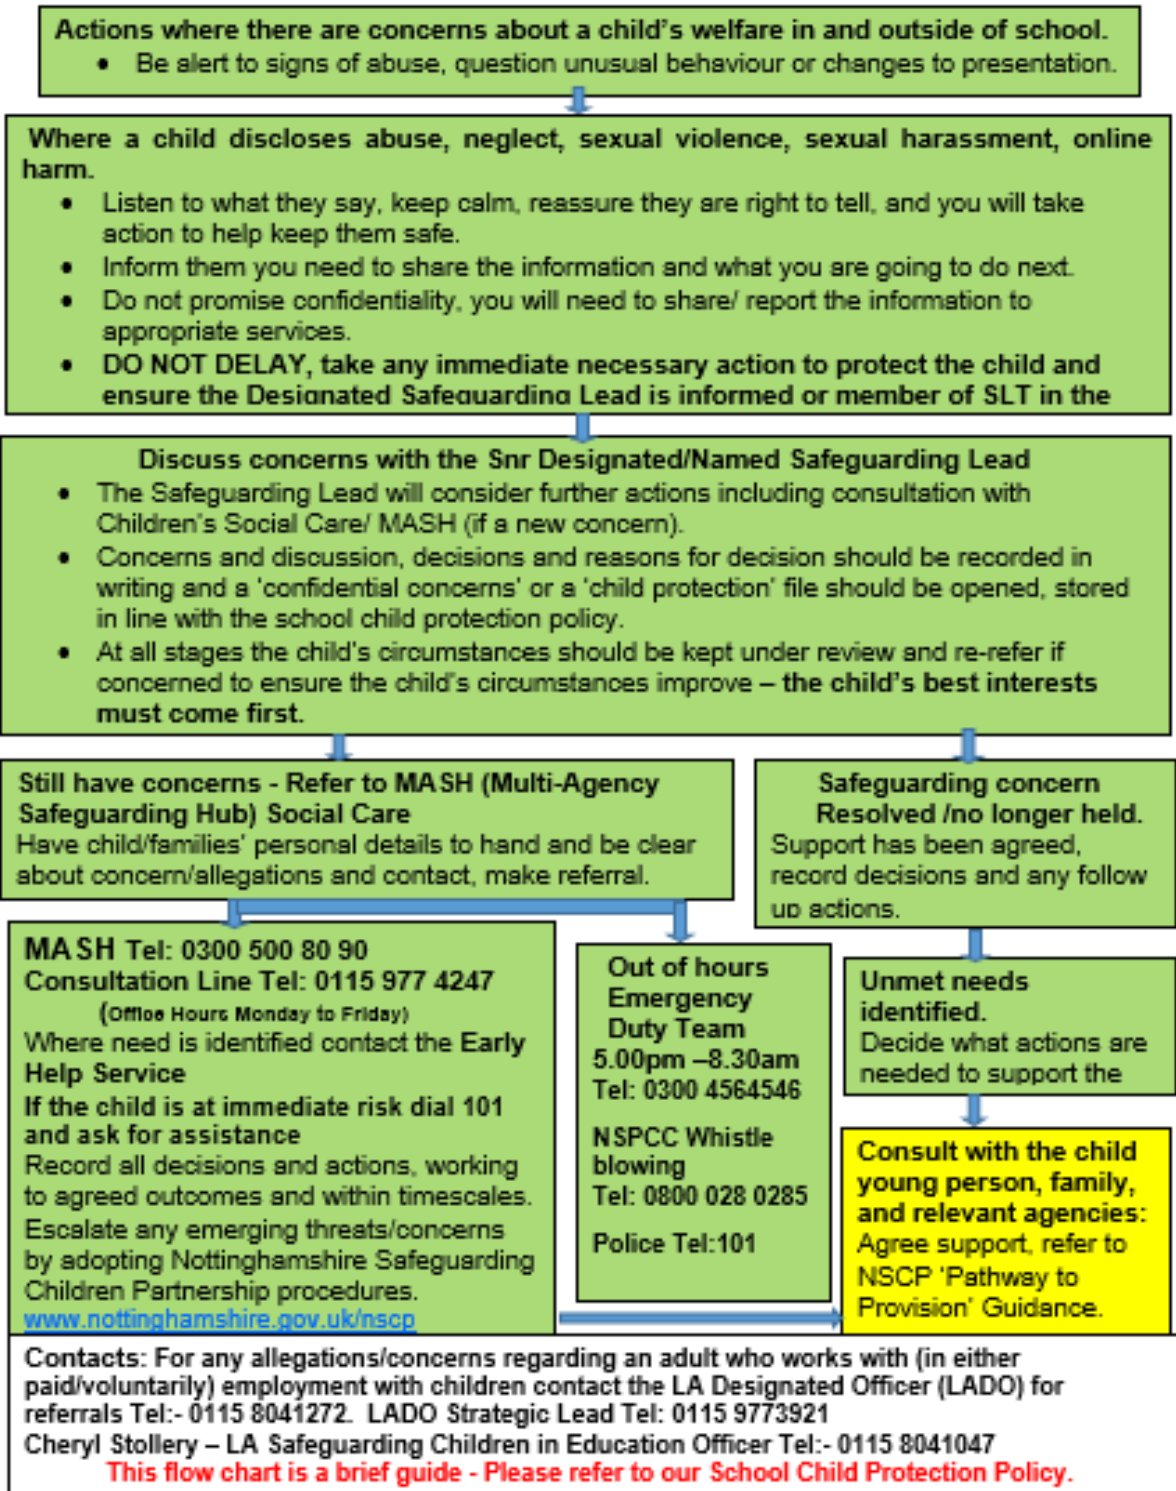 Actions where there are concerns about a child's welfare in and outside of school.
• Be alert to signs of abuse, question unusual behaviour or changes to presentation.
Where a child discloses abuse, neglect, sexual violence, sexual harassment, online
harm.
• Listen to what they say, keep calm, reassure they are right to tell, and you will take
action to help keep them safe.
• Inform them you need to share the information and what you are going to do next.
• Do not promise confidentiality, you will need to share/ report the information to
appropriate services.
• DO NOT DELAY, take any immediate necessary action to protect the child and
ensure the Designated Safeguarding Lead is informed or member of SLT in the
Discuss concerns with the Snr Designated/Named Safeguarding Lead
• The Safeguarding Lead will consider further actions including consultation with
Children's Social Care/ MASH (if a new concern).
• Concerns and discussion, decisions and reasons for decision should be recorded in
writing and a 'confidential concerns' or a 'child protection' file should be opened, stored
in line with the school child protection policy.
• At all stages the child's circumstances should be kept under review and re-refer if
concerned to ensure the child's circumstances improve – the child's best interests
must come first.
Still have concerns - Refer to MASH (Multi-Agency
Safeguarding Hub) Social Care
Have child/families' personal details to hand and be clear
about concern/allegations and contact, make referral.
Safeguarding concern
Resolved /no longer held.
Support has been agreed,
record decisions and any follow
up actions.
MASH Tel: 0300 500 80 90
Consultation Line Tel: 0115 977 4247
(Office Hours Monday to Friday)
Where need is identified contact the Early
Help Service
If the child is at immediate risk dial 101
and ask for assistance
Record all decisions and actions, working
to agreed outcomes and within timescales.
Escalate any emerging threats/concerns
by adopting Nottinghamshire Safeguarding
Children Partnership procedures.
www.nottinghamshire.gov.uk/nscp
Out of hours
Emergency
Duty Team
5.00pm –8.30am
Tel: 0300 4564546
NSPCC Whistle
blowing
Tel: 0800 028 0285
Police Tel:101
Unmet needs
identified.
Decide what actions are
needed to support the
Consult with the child
young person, family,
and relevant agencies:
Agree support, refer to
NSCP 'Pathway to
Provision' Guidance.
Contacts: For any allegations/concerns regarding an adult who works with (in either
paid/voluntarily) employment with children contact the LA Designated Officer (LADO) for
referrals Tel:- 0115 8041272. LADO Strategic Lead Tel: 0115 9773921
Cheryl Stollery – LA Safeguarding Children in Education Officer Tel:- 0115 8041047
This flow chart is a brief guide - Please refer to our School Child Protection Policy.